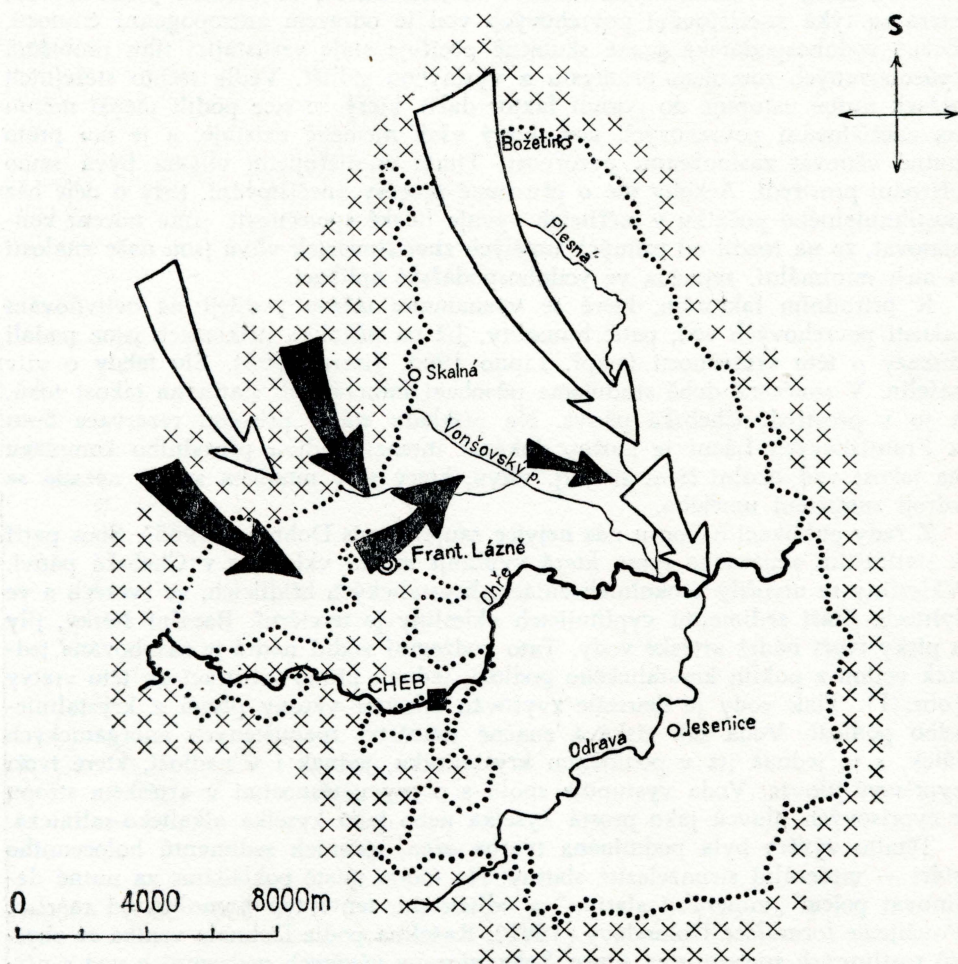 S
Božetín
Plesná
Skalná
Vonšovský p.
Frant. Lázně
Ohře
CHEB
Jesenice
Odrava
0 4000 8000m